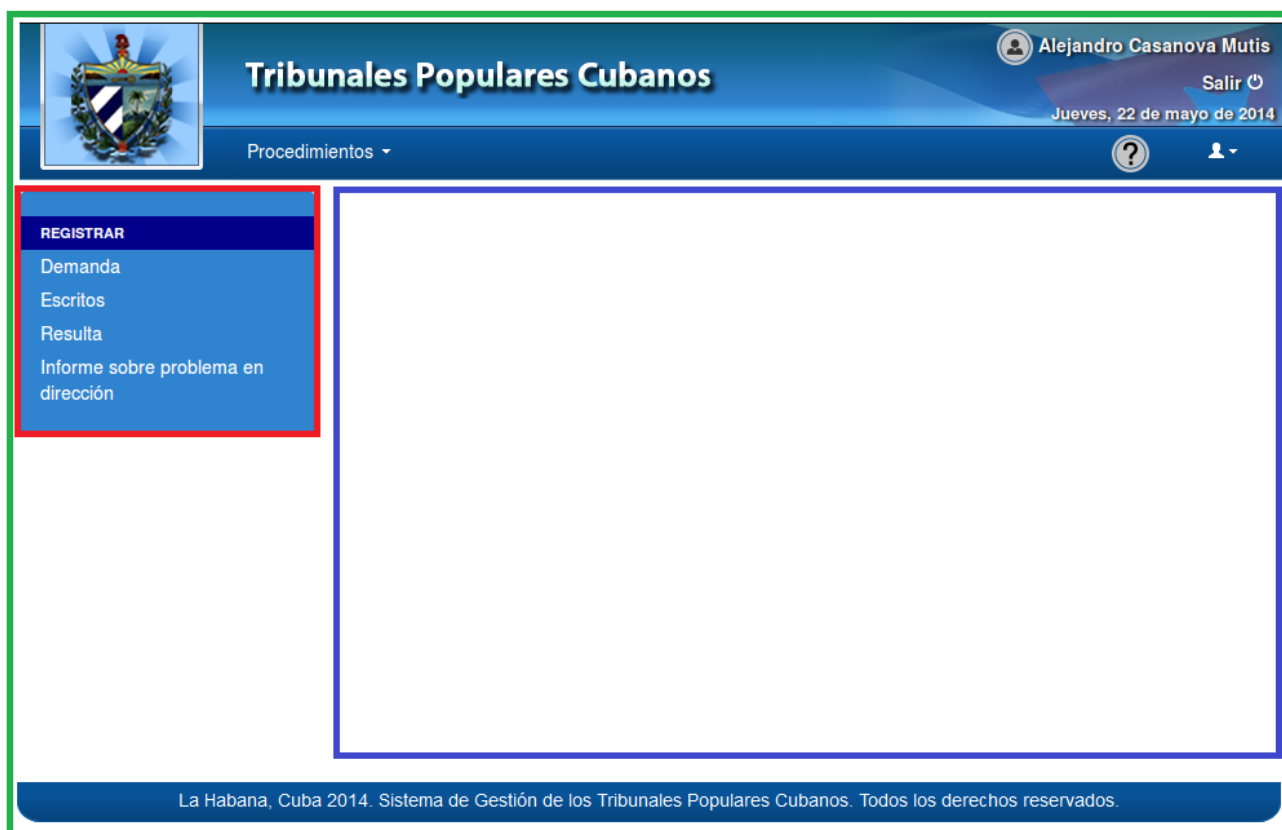 Alejandro Casanova Mutis
Tribunales Populares Cubanos
Salir
Jueves, 22 de mayo de 2014
Procedimientos
?
REGISTRAR
Demanda
Escritos
Resulta
Informe sobre problema en
dirección
La Habana, Cuba 2014. Sistema de Gestión de los Tribunales Populares Cubanos. Todos los derechos reservados.